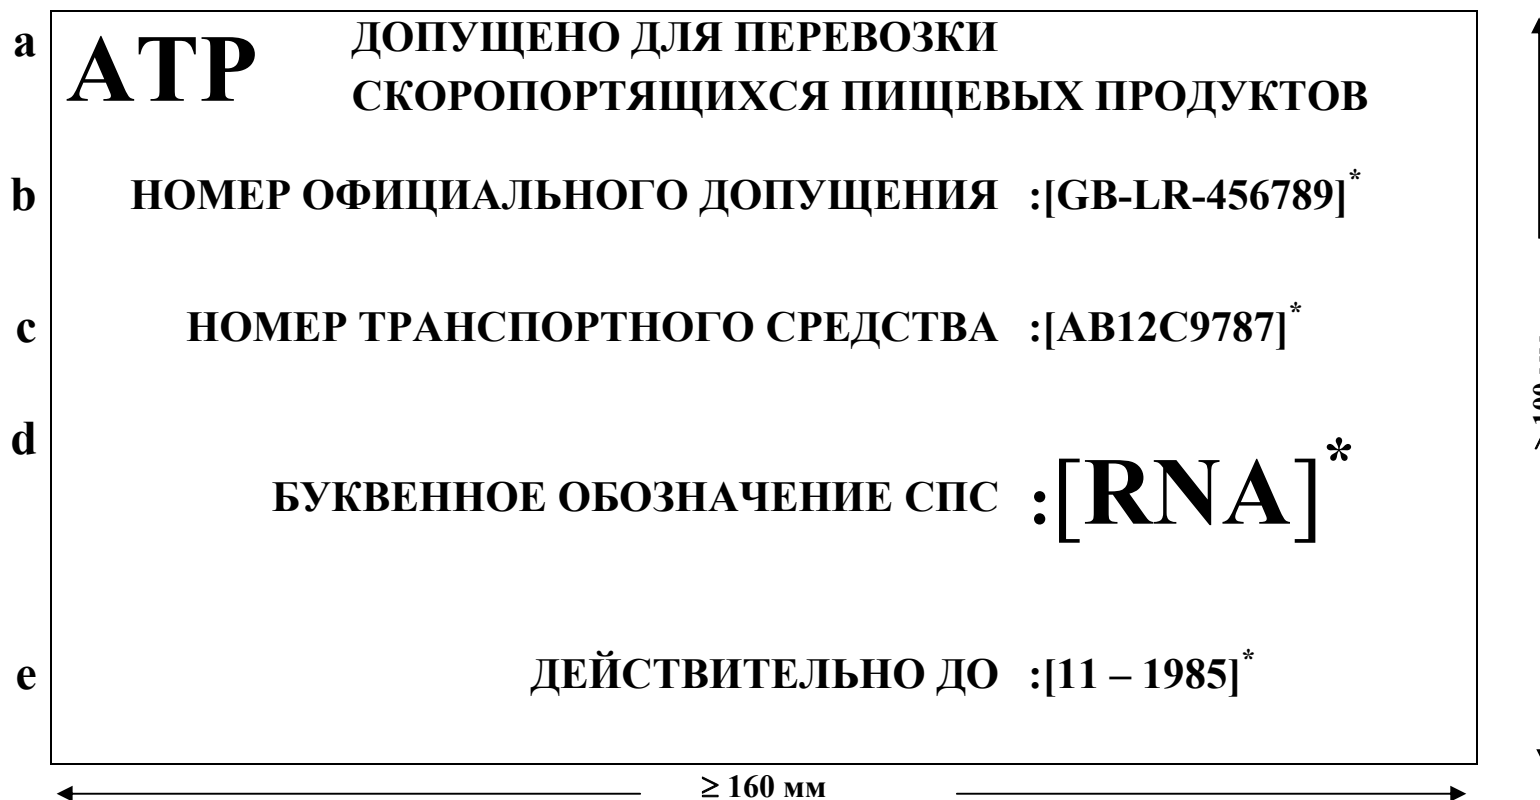 a ATP ДОПУЩЕНО ДЛЯ ПЕРЕВОЗКИ
СКОРОПОРТЯЩИХСЯ ПИЩЕВЫХ ПРОДУКТОВ
b НОМЕР ОФИЦИАЛЬНОГО ДОПУЩЕНИЯ :[GB-LR-456789]*
c НОМЕР ТРАНСПОРТНОГО СРЕДСТВА :[AB12C9787]*
d БУКВЕННОЕ ОБОЗНАЧЕНИЕ СПС :[RNA]*
e ДЕЙСТВИТЕЛЬНО ДО :[11 – 1985]*
≥ 160 мм